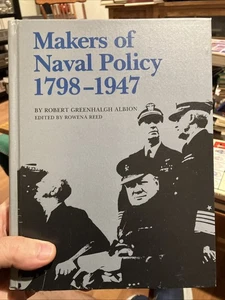 Makers of
Naval Policy
1798–1947
BY ROBERT GREENHALGH ALBION
EDITED BY ROWENA REED